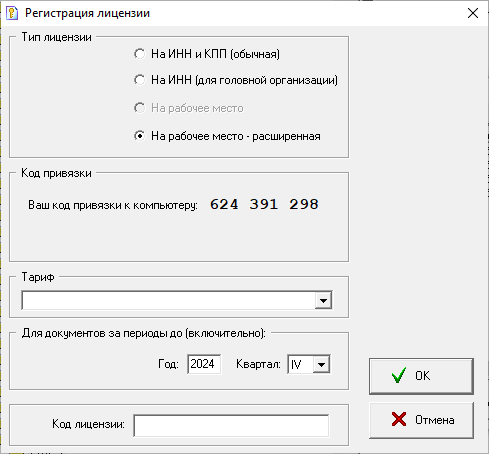 Регистрация лицензии
Тип лицензии
На ИНН и КПП (обычная)
На ИНН (для головной организации)
На рабочее место
На рабочее место - расширенная
Код привязки
Ваш код привязки к компьютеру: 624 391 298
Тариф
Для документов за периоды до (включительно):
Год: 2024 Квартал: IV
OK
Код лицензии:
Отмена